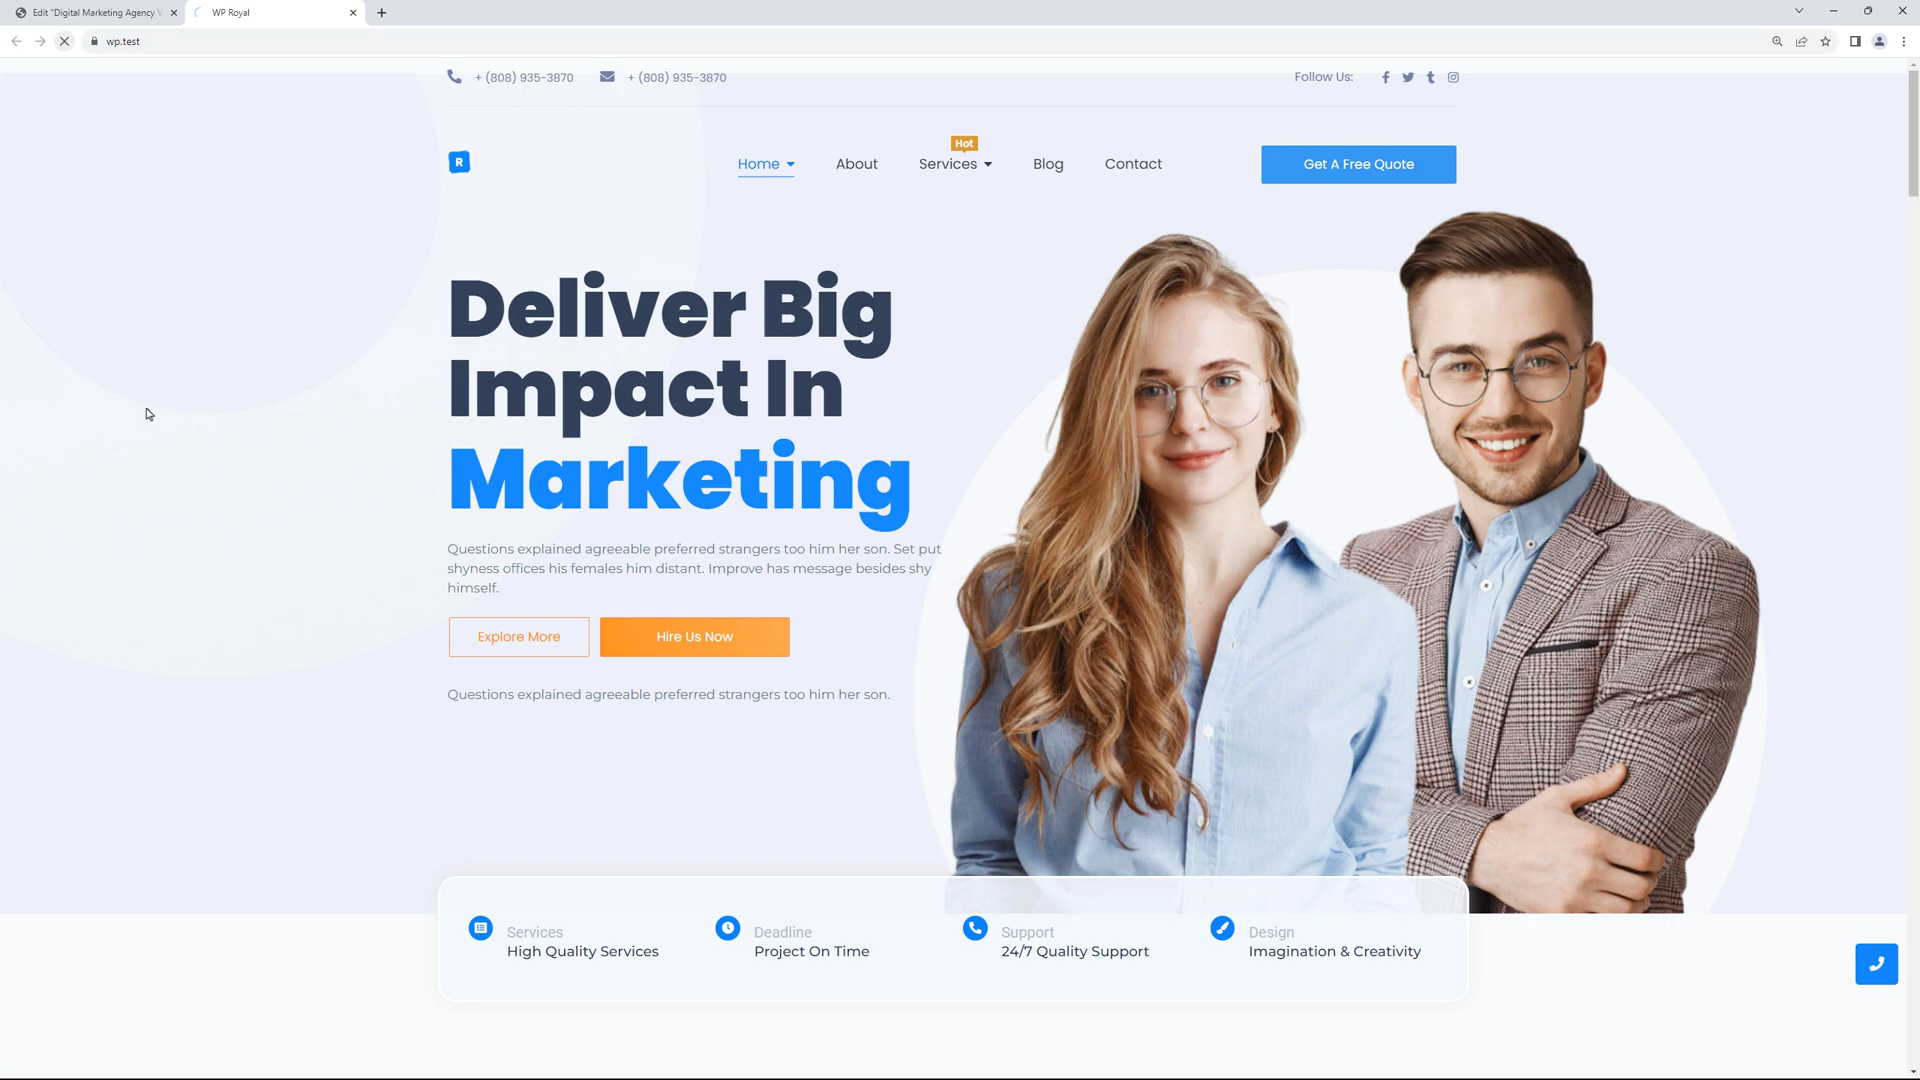 Edit "Digital Marketing Agency V
WP Royal
wp.test
+ (808) 935-3870
+ (808) 935-3870
Follow Us:
R
Home
About
Hot
Services
Blog
Contact
Get A Free Quote
Deliver Big
Impact In
Marketing
Questions explained agreeable preferred strangers too him her son. Set put
shyness offices his females him distant. Improve has message besides shy
himself.
Explore More
Hire Us Now
Questions explained agreeable preferred strangers too him her son.
Services
High Quality Services
Deadline
Project On Time
Support
24/7 Quality Support
Design
Imagination & Creativity